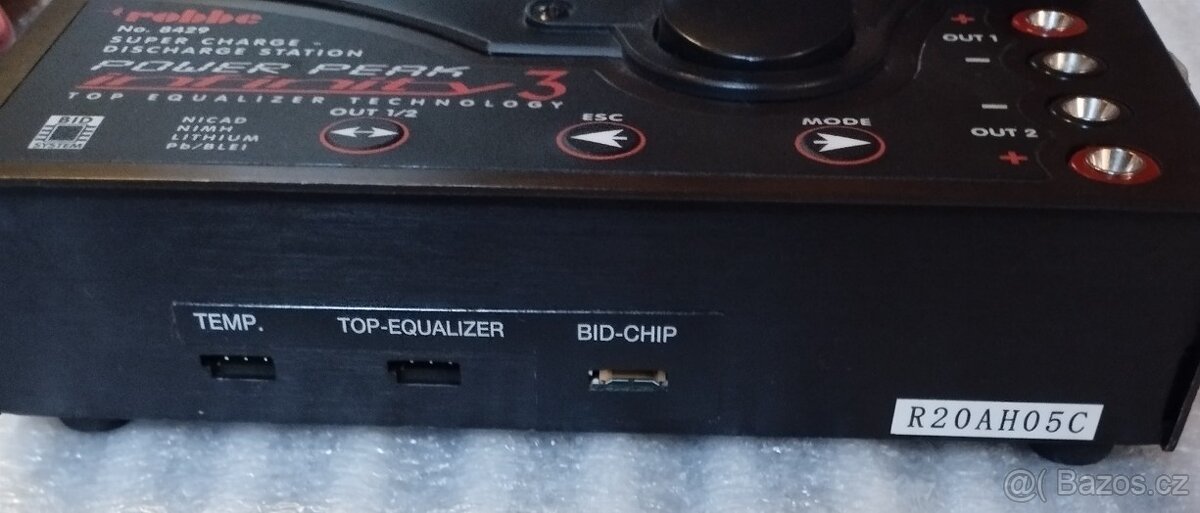 robbe
No. 8429
SUPER CHARGE
DISCHARGE STATION
POWER PEAK
infinity 3
TOP EQUALIZER TECHNOLOGY
BID
SYSTEM
NICAD
NIMH
LITHIUM
Pb/BLEI
OUT 1/2
ESC
MODE
+
OUT 1
−
−
OUT 2
+
TEMP.
TOP-EQUALIZER
BID-CHIP
R20AH05C
@( Bazos.cz